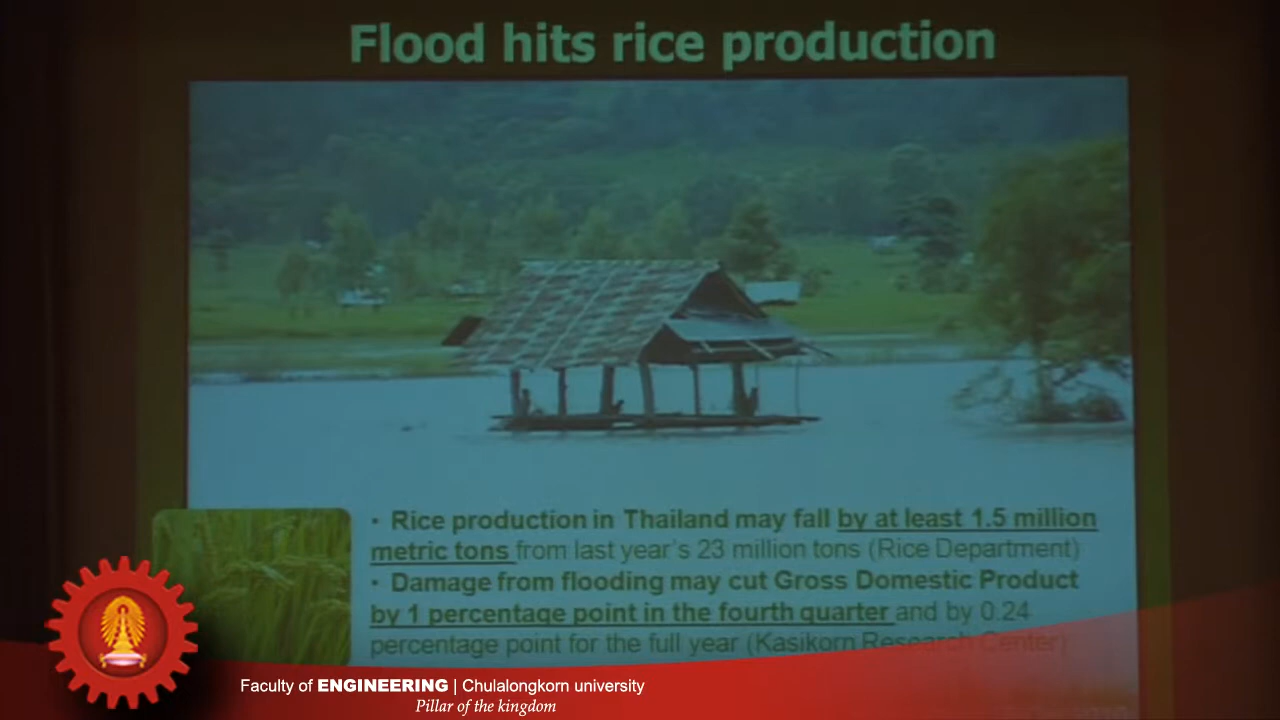 Flood hits rice production
• Rice production in Thailand may fall by at least 1.5 million
metric tons from last year's 23 million tons (Rice Department)
• Damage from flooding may cut Gross Domestic Product
by 1 percentage point in the fourth quarter and by 0.24
percentage point for the full year (Kasikorn Research Center)
Faculty of ENGINEERING | Chulalongkorn university
Pillar of the kingdom